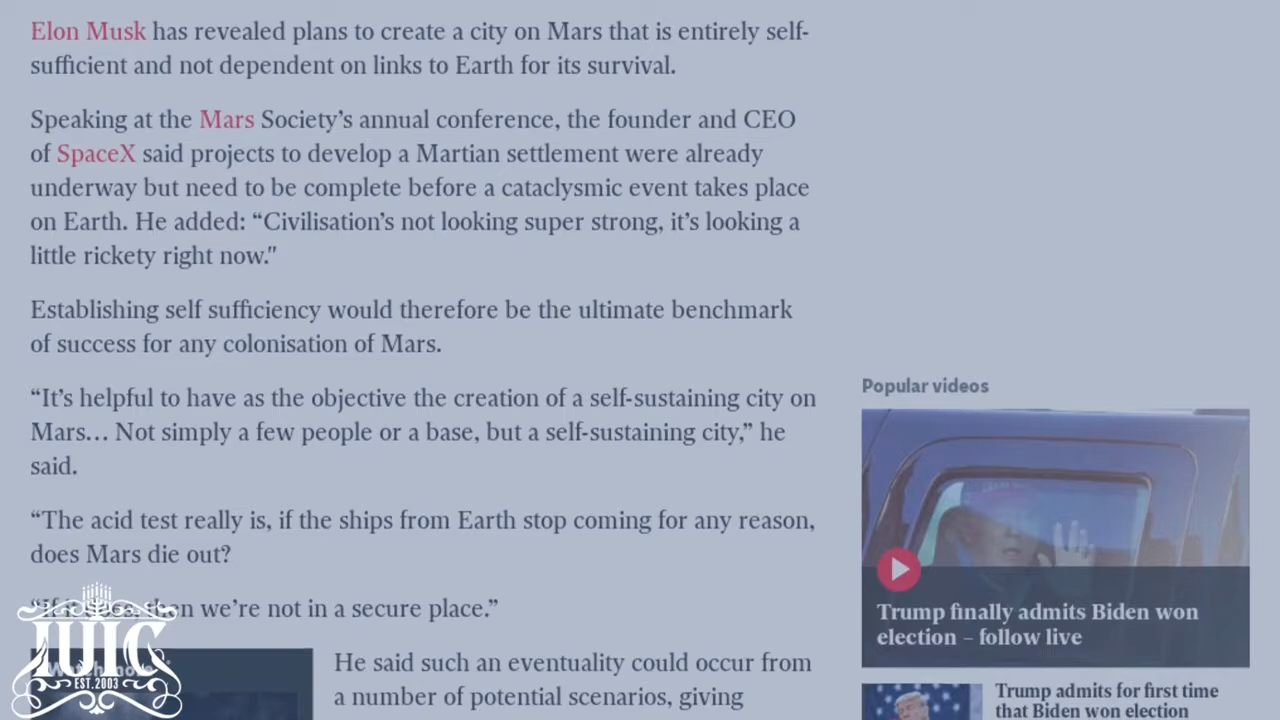 Elon Musk has revealed plans to create a city on Mars that is entirely self-
sufficient and not dependent on links to Earth for its survival.
Speaking at the Mars Society’s annual conference, the founder and CEO
of SpaceX said projects to develop a Martian settlement were already
underway but need to be complete before a cataclysmic event takes place
on Earth. He added: “Civilisation’s not looking super strong, it’s looking a
little rickety right now."
Establishing self sufficiency would therefore be the ultimate benchmark
of success for any colonisation of Mars.
“It’s helpful to have as the objective the creation of a self-sustaining city on
Mars… Not simply a few people or a base, but a self-sustaining city,” he
said.
“The acid test really is, if the ships from Earth stop coming for any reason,
does Mars die out?
“If it does, then we’re not in a secure place.”
He said such an eventuality could occur from
a number of potential scenarios, giving
Watch more
IUIC
EST.2003
Popular videos
Trump finally admits Biden won
election – follow live
Trump admits for first time
that Biden won election